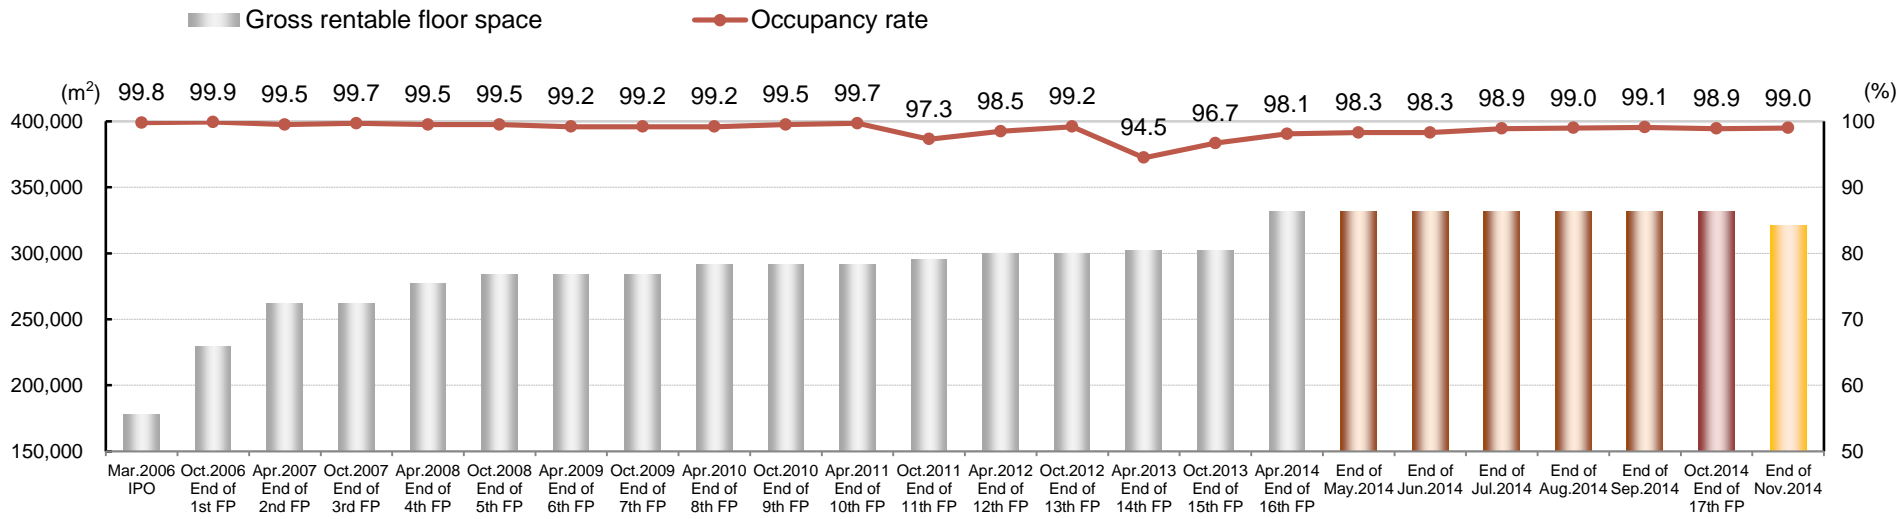 Gross rentable floor space
Occupancy rate
(m²) 99.8 99.9 99.5 99.7 99.5 99.5 99.2 99.2 99.2 99.5 99.7 97.3 98.5 99.2 94.5 96.7 98.1 98.3 98.3 98.9 99.0 99.1 98.9 99.0 (%)
400,000 100
350,000 90
300,000 80
250,000 70
200,000 60
150,000 50
Mar.2006
IPO
Oct.2006
End of
1st FP
Apr.2007
End of
2nd FP
Oct.2007
End of
3rd FP
Apr.2008
End of
4th FP
Oct.2008
End of
5th FP
Apr.2009
End of
6th FP
Oct.2009
End of
7th FP
Apr.2010
End of
8th FP
Oct.2010
End of
9th FP
Apr.2011
End of
10th FP
Oct.2011
End of
11th FP
Apr.2012
End of
12th FP
Oct.2012
End of
13th FP
Apr.2013
End of
14th FP
Oct.2013
End of
15th FP
Apr.2014
End of
16th FP
End of
May.2014
End of
Jun.2014
End of
Jul.2014
End of
Aug.2014
End of
Sep.2014
Oct.2014
End of
17th FP
End of
Nov.2014